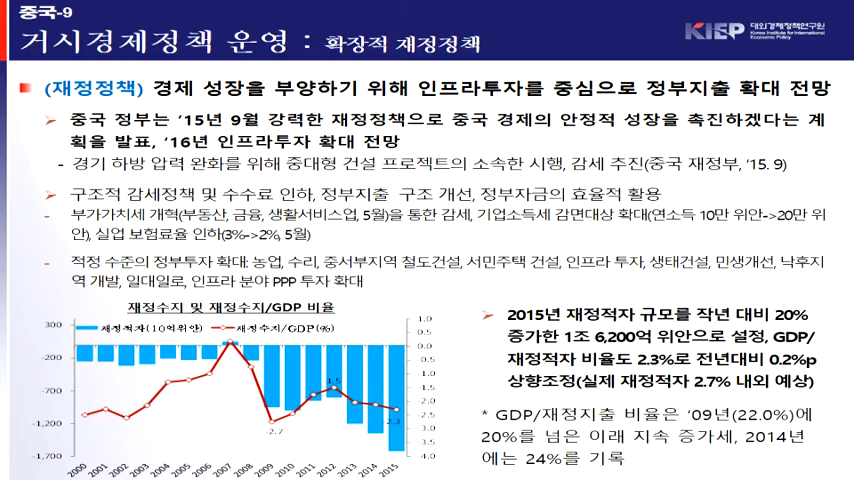 중국-9
거시경제정책 운영 : 확장적 재정정책
KIEP 대외경제정책연구원
Korea Institute for International
Economic Policy
(재정정책) 경제 성장을 부양하기 위해 인프라투자를 중심으로 정부지출 확대 전망
중국 정부는 ‘15년 9월 강력한 재정정책으로 중국 경제의 안정적 성장을 촉진하겠다는 계
획을 발표, ‘16년 인프라투자 확대 전망
- 경기 하방 압력 완화를 위해 중대형 건설 프로젝트의 소속한 시행, 감세 추진(중국 재정부, ‘15. 9)
구조적 감세정책 및 수수료 인하, 정부지출 구조 개선, 정부자금의 효율적 활용
- 부가가치세 개혁(부동산, 금융, 생활서비스업, 5월)을 통한 감세, 기업소득세 감면대상 확대(연소득 10만 위안->20만 위
안), 실업 보험료율 인하(3%->2%, 5월)
- 적정 수준의 정부투자 확대: 농업, 수리, 중서부지역 철도건설, 서민주택 건설, 인프라 투자, 생태건설, 민생개선, 낙후지
역 개발, 일대일로, 인프라 분야 PPP 투자 확대
재정수지 및 재정수지/GDP 비율
재정적자(10억위안) 재정수지/GDP(%)
300
-200
-700
-1,200
-1,700
1.0
0.5
0.0
-0.5
-1.0
-1.5
-2.0
-2.5
-3.0
-3.5
-4.0
-2.7
-1.5
-2.3
2000 2001 2002 2003 2004 2005 2006 2007 2008 2009 2010 2011 2012 2013 2014 2015
2015년 재정적자 규모를 작년 대비 20%
증가한 1조 6,200억 위안으로 설정, GDP/
재정적자 비율도 2.3%로 전년대비 0.2%p
상향조정(실제 재정적자 2.7% 내외 예상)
* GDP/재정지출 비율은 ‘09년(22.0%)에
20%를 넘은 이래 지속 증가세, 2014년
에는 24%를 기록